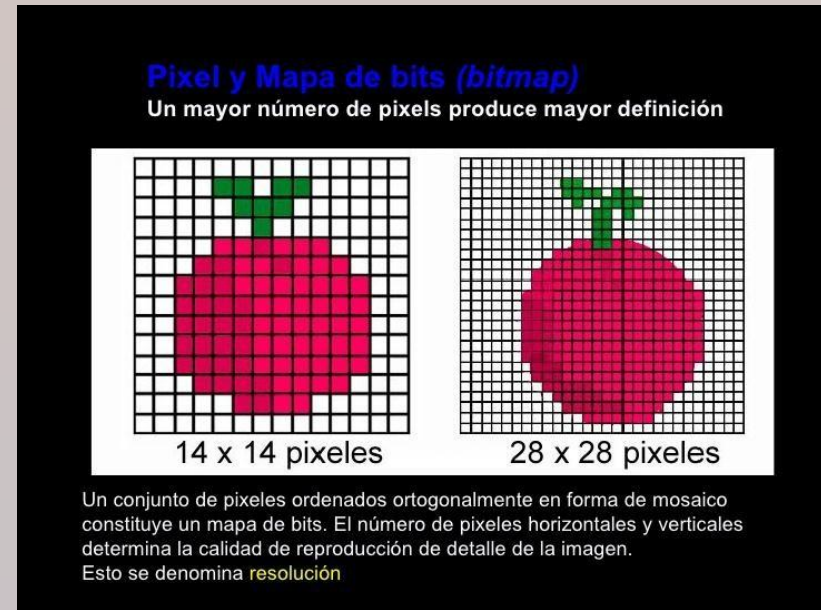 Pixel y Mapa de bits (bitmap)
Un mayor número de pixels produce mayor definición
14 x 14 pixeles
28 x 28 pixeles
Un conjunto de pixeles ordenados ortogonalmente en forma de mosaico
constituye un mapa de bits. El número de pixeles horizontales y verticales
determina la calidad de reproducción de detalle de la imagen.
Esto se denomina resolución